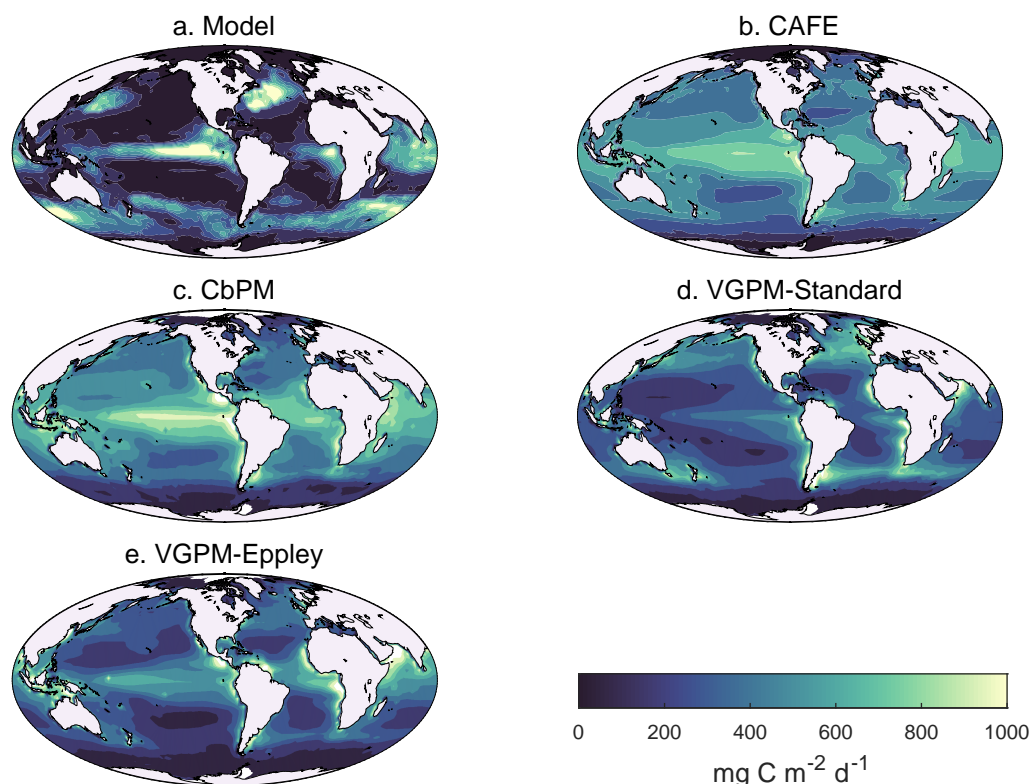 a. Model
b. CAFE
c. CbPM
d. VGPM-Standard
e. VGPM-Eppley
0 200 400 600 800 1000
mg C m⁻² d⁻¹